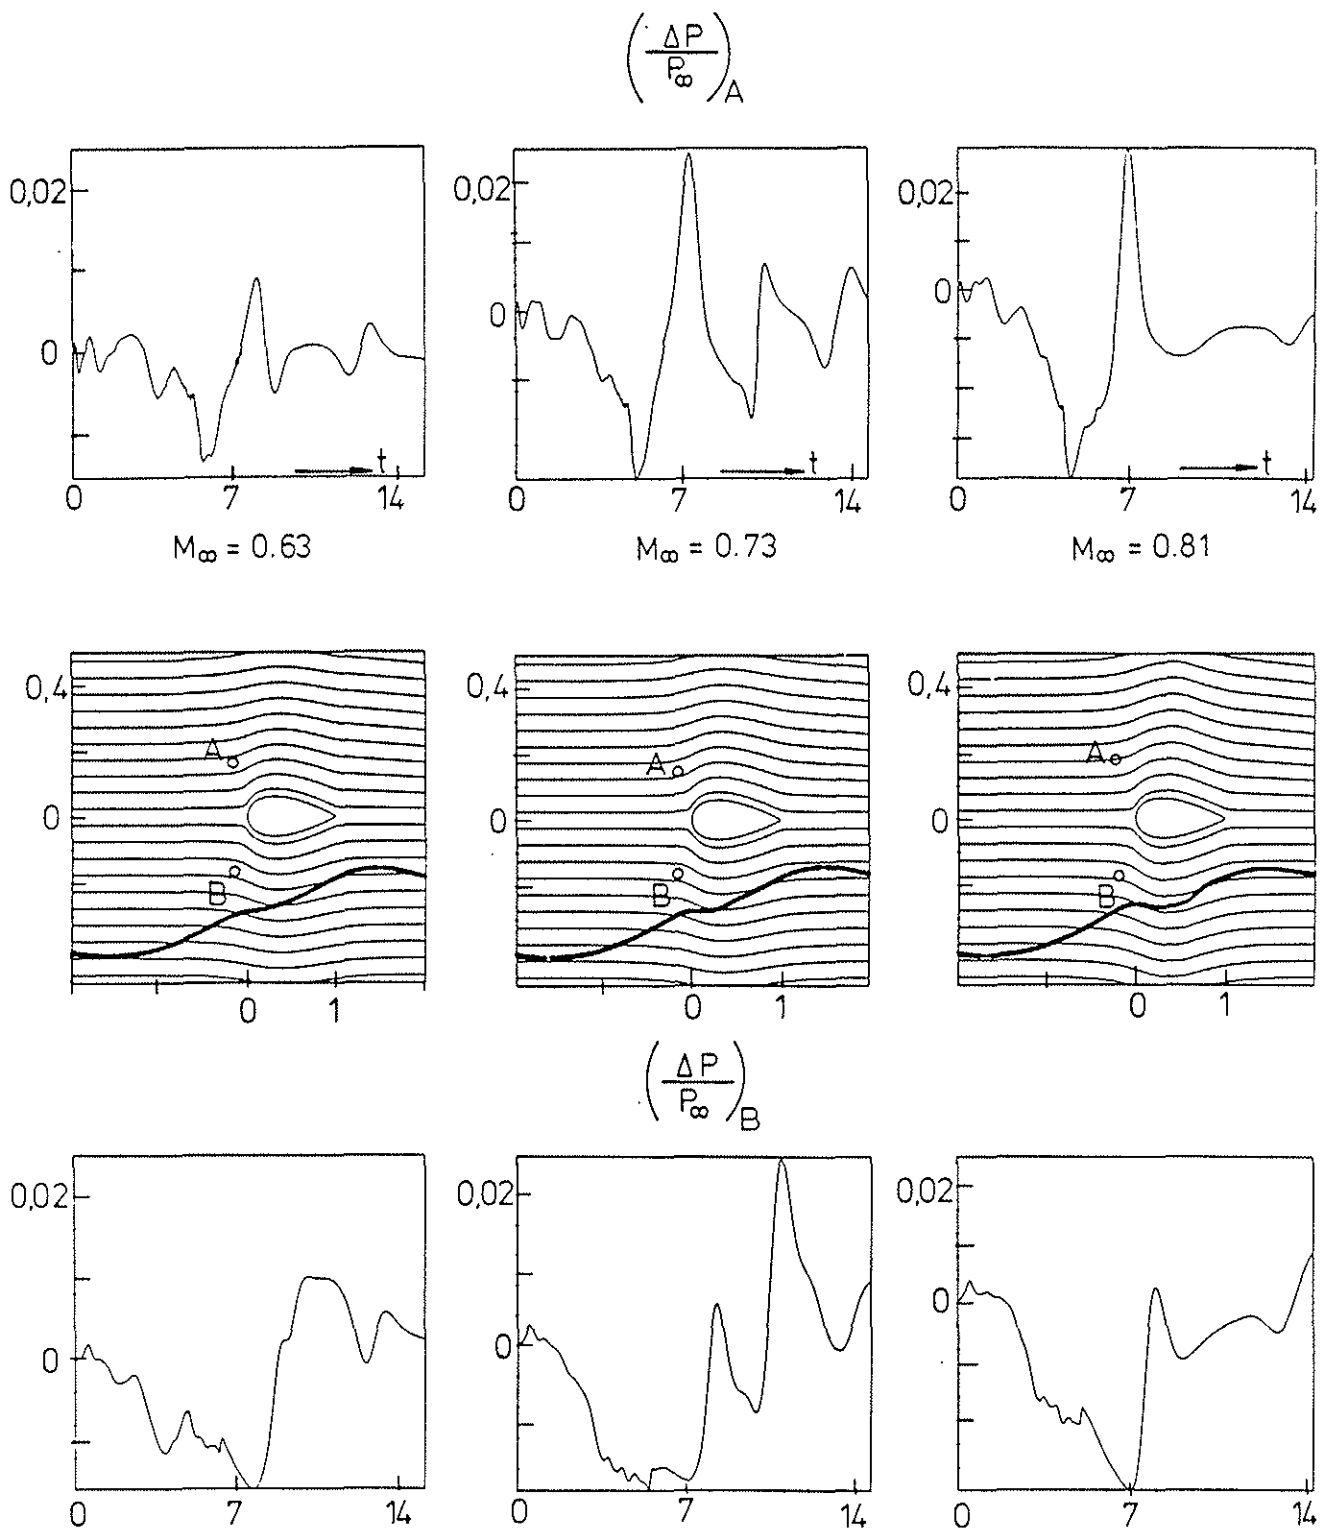 (ΔP/P∞)A
0,02 0,02 0,02
0 0 0
t t t
0 7 14 0 7 14 0 7 14
M∞ = 0.63 M∞ = 0.73 M∞ = 0.81
0,4 0,4 0,4
A A A
0 0 0
B B B
0 1 0 1 0 1
(ΔP/P∞)B
0,02 0,02 0,02
0 0 0
0 7 14 0 7 14 0 7 14